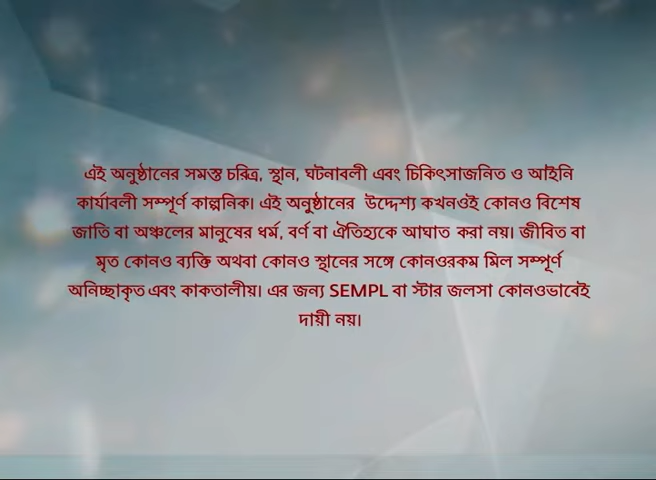 এই অনুষ্ঠানের সমস্ত চরিত্র, স্থান, ঘটনাবলী এবং চিকিৎসাজনিত ও আইনি
কার্যাবলী সম্পূর্ণ কাল্পনিক। এই অনুষ্ঠানের উদ্দেশ্য কখনওই কোনও বিশেষ
জাতি বা অঞ্চলের মানুষের ধর্ম, বর্ণ বা ঐতিহ্যকে আঘাত করা নয়। জীবিত বা
মৃত কোনও ব্যক্তি অথবা কোনও স্থানের সঙ্গে কোনওরকম মিল সম্পূর্ণ
অনিচ্ছাকৃত এবং কাকতালীয়। এর জন্য SEMPL বা স্টার জলসা কোনওভাবেই
দায়ী নয়।